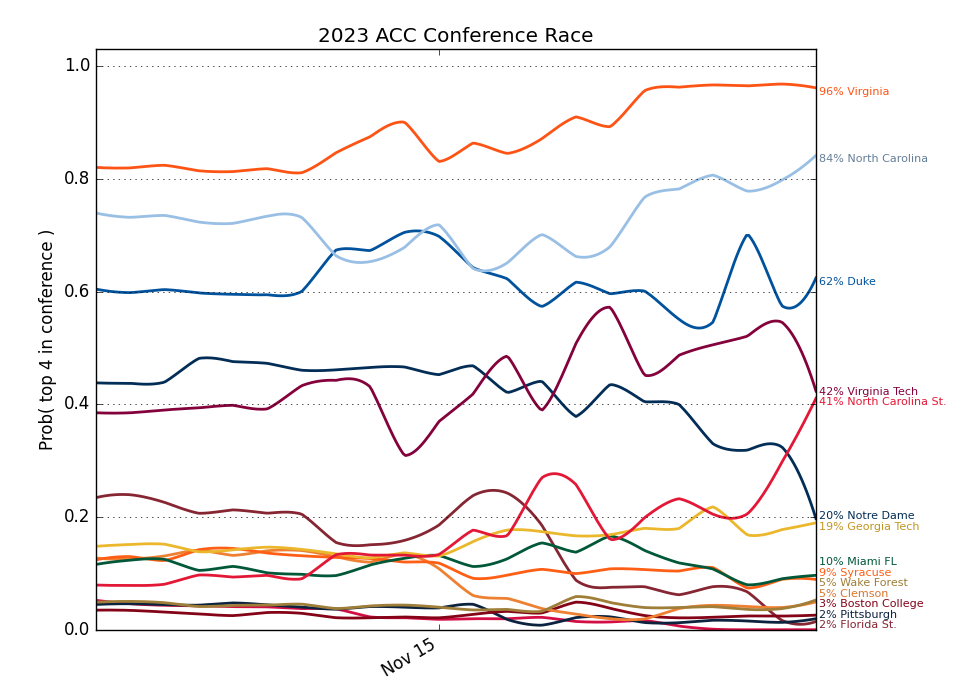 2023 ACC Conference Race
Prob( top 4 in conference )
1.0
0.8
0.6
0.4
0.2
0.0
Nov 15
96% Virginia
84% North Carolina
62% Duke
42% Virginia Tech
41% North Carolina St.
20% Notre Dame
19% Georgia Tech
10% Miami FL
9% Syracuse
5% Wake Forest
5% Clemson
3% Boston College
2% Pittsburgh
2% Florida St.